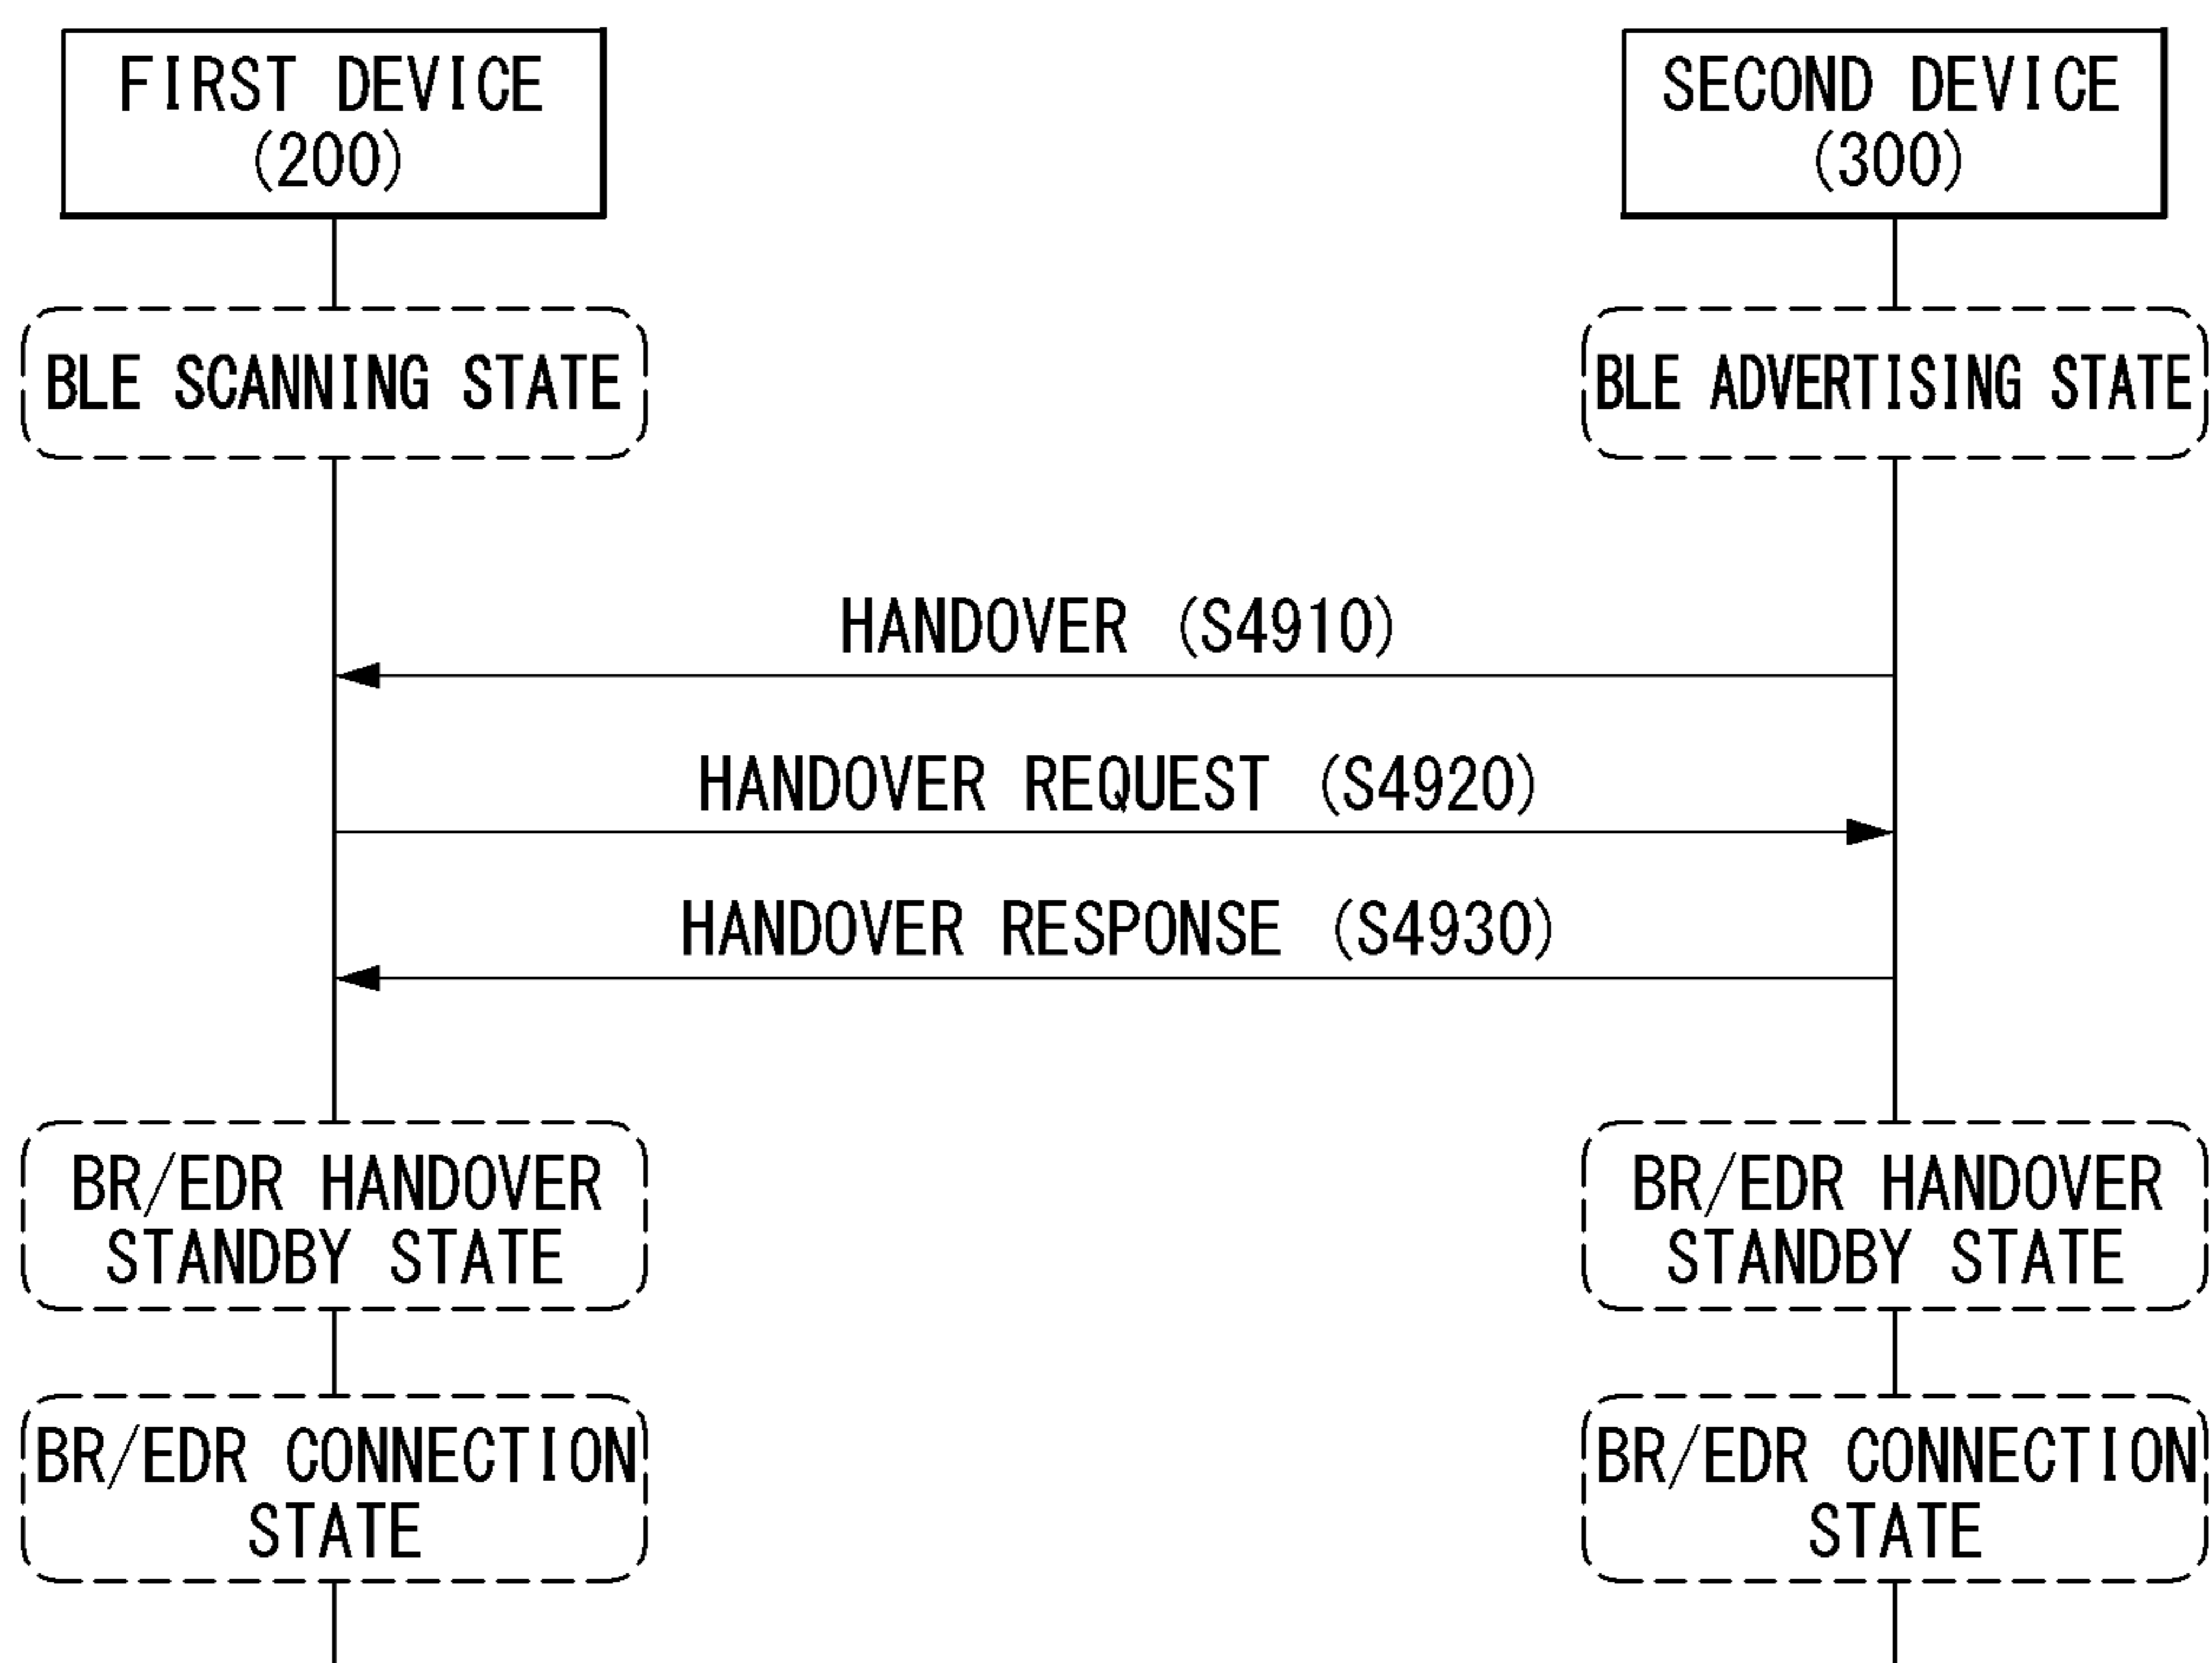 FIRST DEVICE
(200)
SECOND DEVICE
(300)
BLE SCANNING STATE
BLE ADVERTISING STATE
HANDOVER (S4910)
HANDOVER REQUEST (S4920)
HANDOVER RESPONSE (S4930)
BR/EDR HANDOVER
STANDBY STATE
BR/EDR HANDOVER
STANDBY STATE
BR/EDR CONNECTION
STATE
BR/EDR CONNECTION
STATE